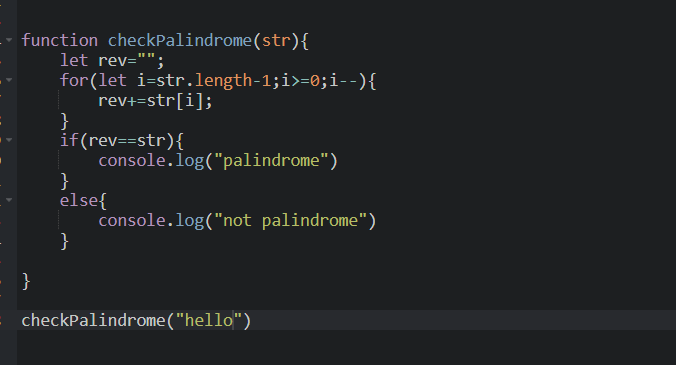 function checkPalindrome(str){
    let rev="";
    for(let i=str.length-1;i>=0;i--){
        rev+=str[i];
    }
    if(rev==str){
        console.log("palindrome")
    }
    else{
        console.log("not palindrome")
    }
}
checkPalindrome("hello")